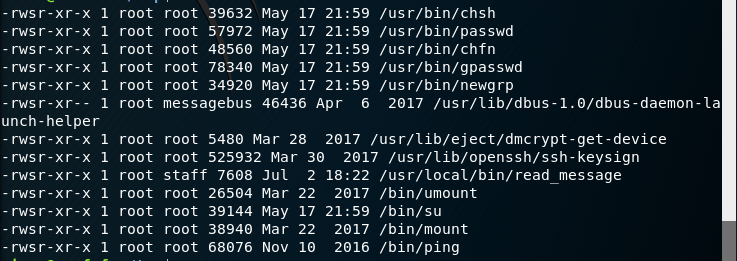 -rwsr-xr-x 1 root root 39632 May 17 21:59 /usr/bin/chsh
-rwsr-xr-x 1 root root 57972 May 17 21:59 /usr/bin/passwd
-rwsr-xr-x 1 root root 48560 May 17 21:59 /usr/bin/chfn
-rwsr-xr-x 1 root root 78340 May 17 21:59 /usr/bin/gpasswd
-rwsr-xr-x 1 root root 34920 May 17 21:59 /usr/bin/newgrp
-rwsr-xr-- 1 root messagebus 46436 Apr  6  2017 /usr/lib/dbus-1.0/dbus-daemon-la
unch-helper
-rwsr-xr-x 1 root root 5480 Mar 28  2017 /usr/lib/eject/dmcrypt-get-device
-rwsr-xr-x 1 root root 525932 Mar 30  2017 /usr/lib/openssh/ssh-keysign
-rwsr-xr-x 1 root staff 7608 Jul  2 18:22 /usr/local/bin/read_message
-rwsr-xr-x 1 root root 26504 Mar 22  2017 /bin/umount
-rwsr-xr-x 1 root root 39144 May 17 21:59 /bin/su
-rwsr-xr-x 1 root root 38940 Mar 22  2017 /bin/mount
-rwsr-xr-x 1 root root 68076 Nov 10  2016 /bin/ping